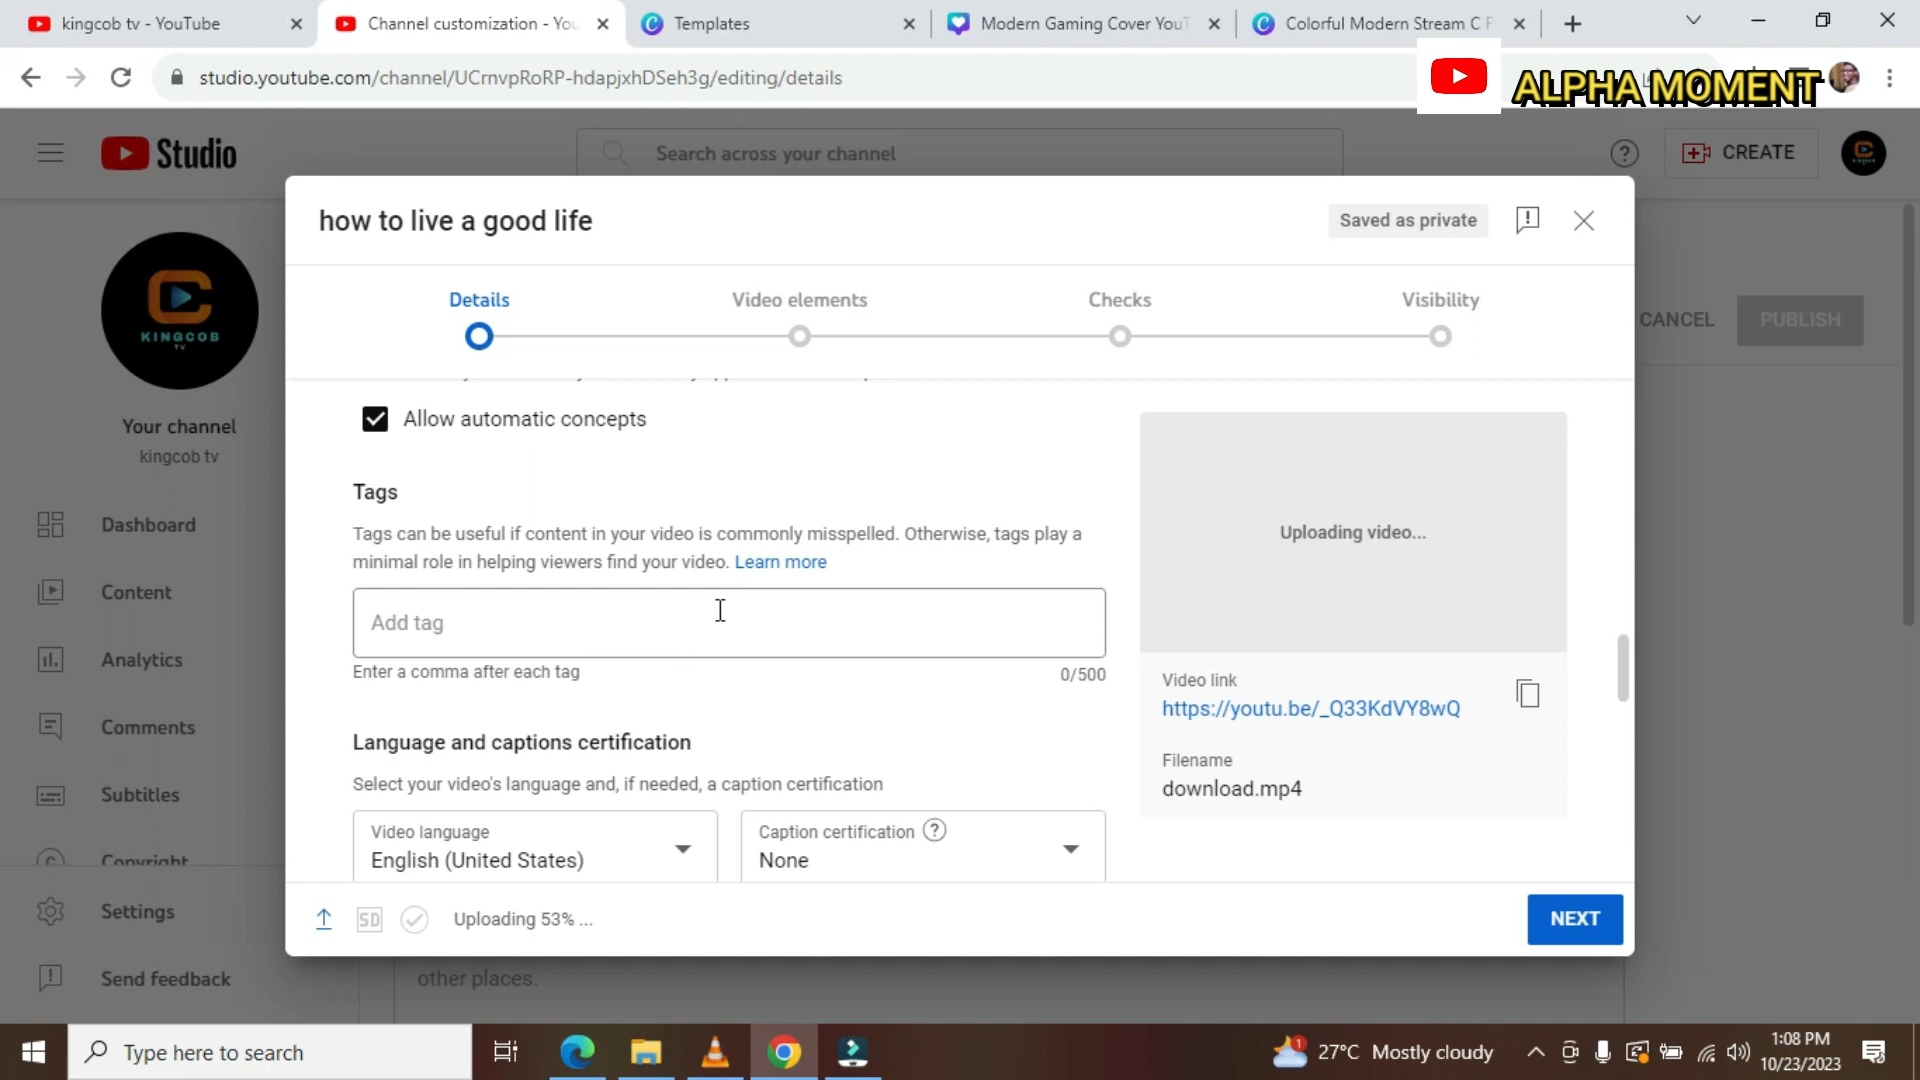 kingcob tv - YouTube
Channel customization - You
Templates
Modern Gaming Cover YouT
Colorful Modern Stream C F
studio.youtube.com/channel/UCrnvpRoRP-hdapjxhDSeh3g/editing/details
ALPHA MOMENT
Studio
Search across your channel
CREATE
how to live a good life
Saved as private
Details
Video elements
Checks
Visibility
CANCEL
PUBLISH
KINGCOB
TV
Your channel
kingcob tv
Dashboard
Content
Analytics
Comments
Subtitles
Copyright
Settings
Send feedback
Allow automatic concepts
Tags
Tags can be useful if content in your video is commonly misspelled. Otherwise, tags play a
minimal role in helping viewers find your video. Learn more
Add tag
Enter a comma after each tag
0/500
Language and captions certification
Select your video's language and, if needed, a caption certification
Video language
English (United States)
Caption certification
None
Uploading video...
Video link
https://youtu.be/_Q33KdVY8wQ
Filename
download.mp4
SD
Uploading 53% ...
NEXT
other places.
Type here to search
1
27°C Mostly cloudy
1:08 PM
10/23/2023